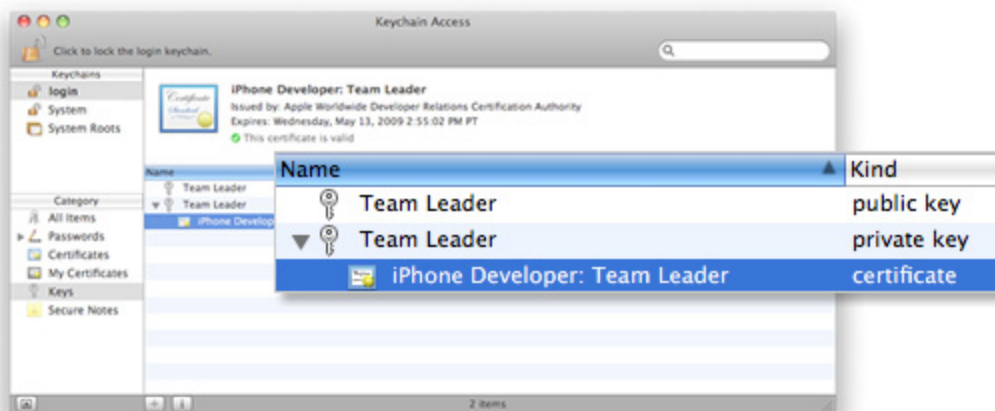 Keychain Access
Click to lock the login keychain.
Keychains
login
System
System Roots
iPhone Developer: Team Leader
Issued by: Apple Worldwide Developer Relations Certification Authority
Expires: Wednesday, May 13, 2009 2:55:02 PM PT
This certificate is valid
Name
Team Leader
Team Leader
iPhone Develop
Name Kind
Team Leader public key
Team Leader private key
iPhone Developer: Team Leader certificate
Category
All Items
Passwords
Certificates
My Certificates
Keys
Secure Notes
2 items